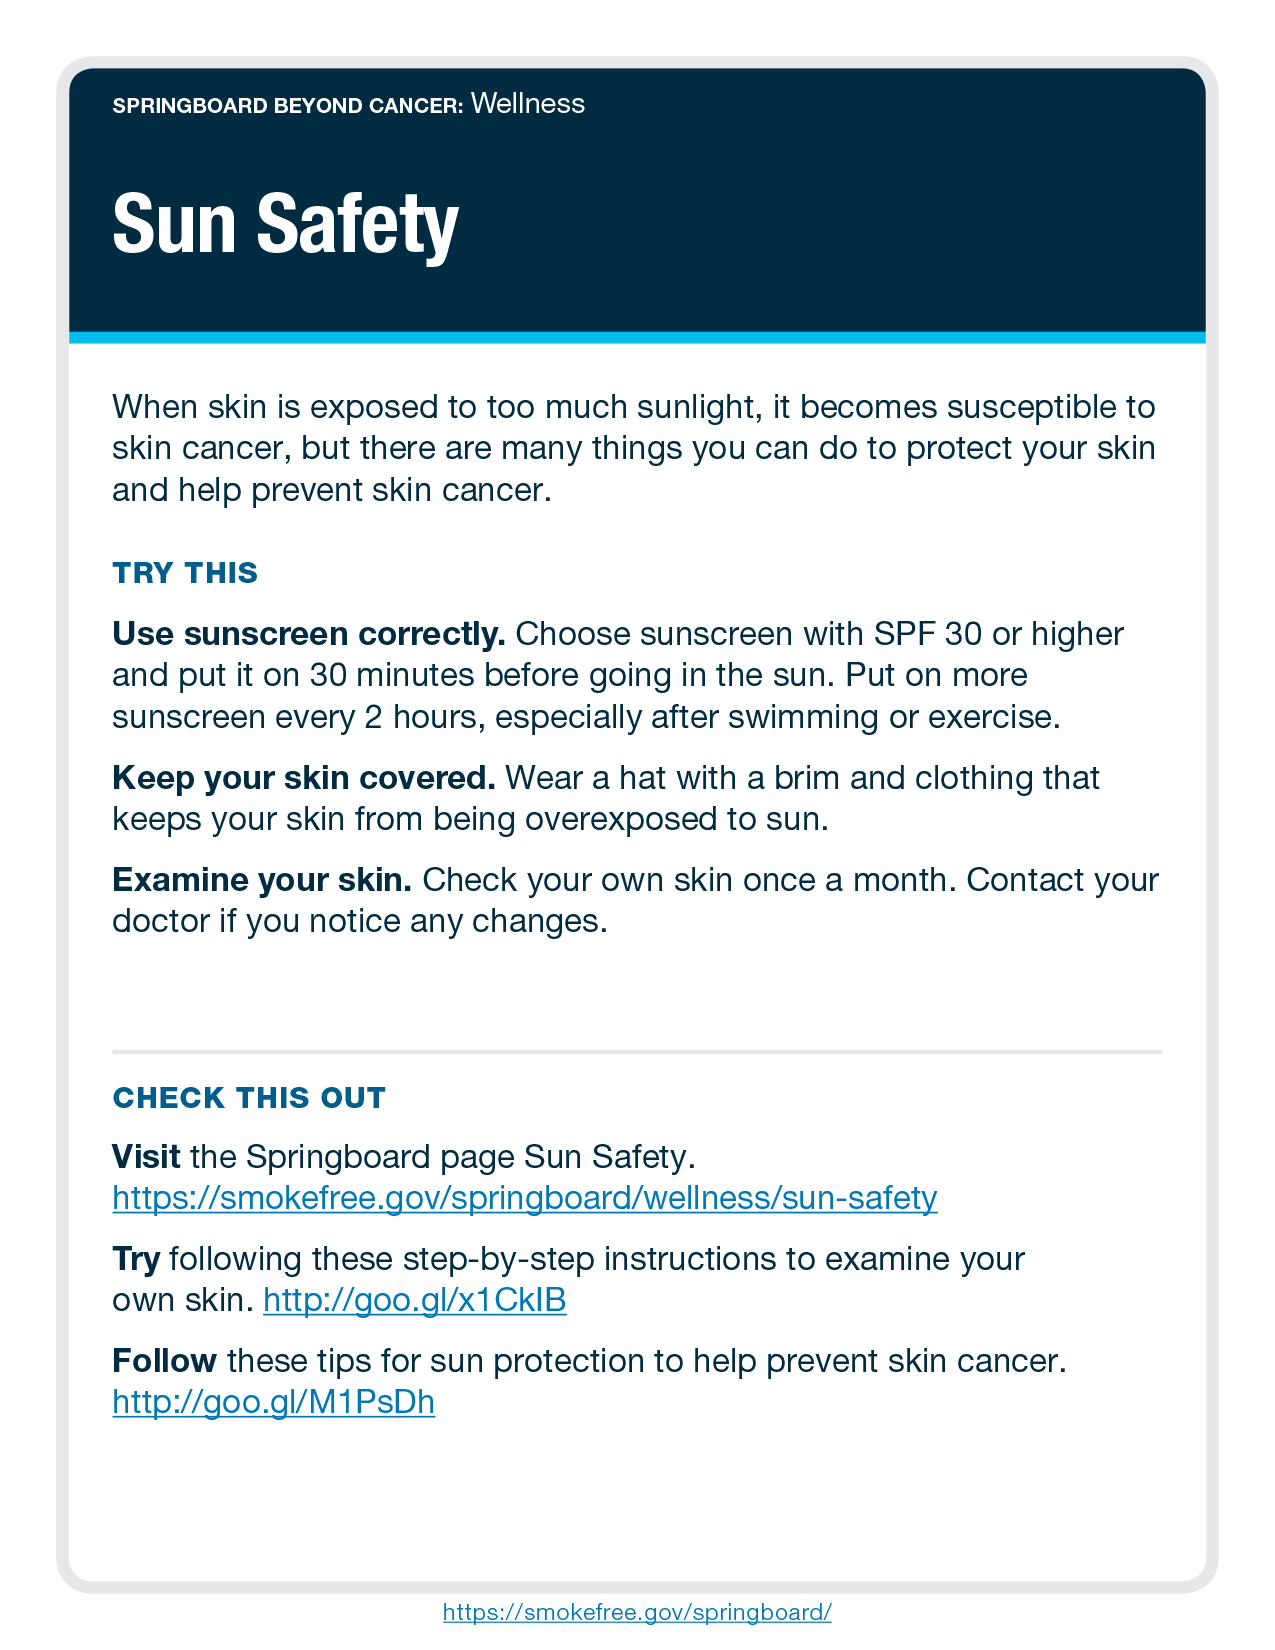 SPRINGBOARD BEYOND CANCER: Wellness
Sun Safety
When skin is exposed to too much sunlight, it becomes susceptible to
skin cancer, but there are many things you can do to protect your skin
and help prevent skin cancer.
TRY THIS
Use sunscreen correctly. Choose sunscreen with SPF 30 or higher
and put it on 30 minutes before going in the sun. Put on more
sunscreen every 2 hours, especially after swimming or exercise.
Keep your skin covered. Wear a hat with a brim and clothing that
keeps your skin from being overexposed to sun.
Examine your skin. Check your own skin once a month. Contact your
doctor if you notice any changes.
CHECK THIS OUT
Visit the Springboard page Sun Safety.
https://smokefree.gov/springboard/wellness/sun-safety
Try following these step-by-step instructions to examine your
own skin. http://goo.gl/x1CkIB
Follow these tips for sun protection to help prevent skin cancer.
http://goo.gl/M1PsDh
https://smokefree.gov/springboard/